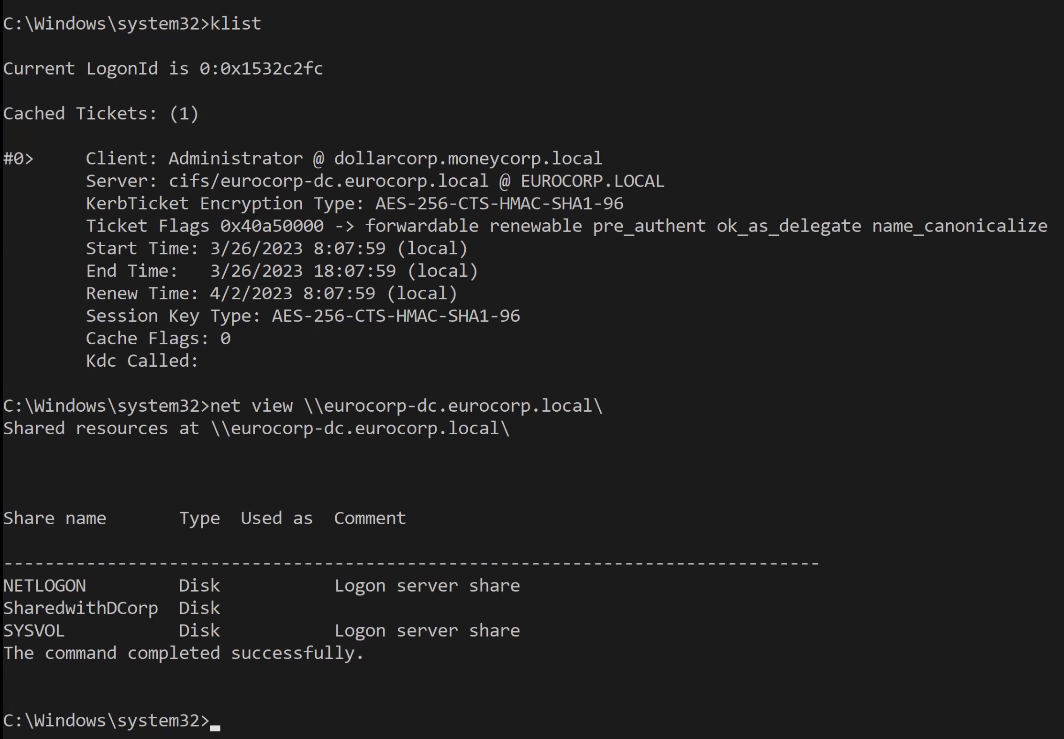 C:\Windows\system32>klist
Current LogonId is 0:0x1532c2fc
Cached Tickets: (1)
#0> Client: Administrator @ dollarcorp.moneycorp.local
Server: cifs/eurocorp-dc.eurocorp.local @ EUROCORP.LOCAL
KerbTicket Encryption Type: AES-256-CTS-HMAC-SHA1-96
Ticket Flags 0x40a50000 -> forwardable renewable pre_authent ok_as_delegate name_canonicalize
Start Time: 3/26/2023 8:07:59 (local)
End Time: 3/26/2023 18:07:59 (local)
Renew Time: 4/2/2023 8:07:59 (local)
Session Key Type: AES-256-CTS-HMAC-SHA1-96
Cache Flags: 0
Kdc Called:
C:\Windows\system32>net view \\eurocorp-dc.eurocorp.local\
Shared resources at \\eurocorp-dc.eurocorp.local\
Share name Type Used as Comment
-------------------------------------------------------------------------------
NETLOGON Disk Logon server share
SharedwithDCorp Disk
SYSVOL Disk Logon server share
The command completed successfully.
C:\Windows\system32>